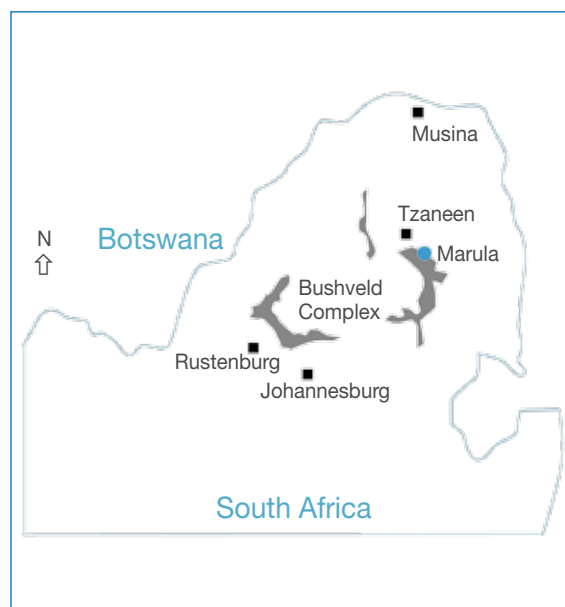 Musina
Tzaneen
Botswana
N
Marula
Bushveld
Complex
Rustenburg
Johannesburg
South Africa